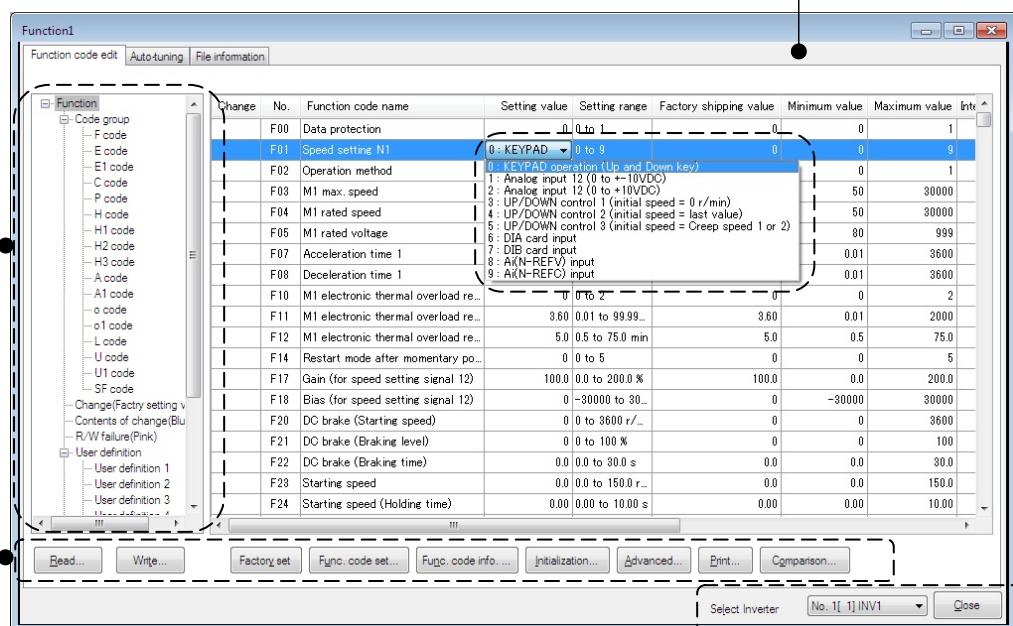 Function1
Function code edit Auto-tuning File information
Function
Code group
F code
E code
E1 code
C code
P code
H code
H1 code
H2 code
H3 code
A code
A1 code
o code
o1 code
L code
U code
U1 code
SF code
Change(Factry setting v
Contents of change(Blu
R/W failure(Pink)
User definition
User definition 1
User definition 2
User definition 3
Change No. Function code name Setting value Setting range Factory shipping value Minimum value Maximum value Inte
F00 Data protection 0 0 to 1 0 0 1
F01 Speed setting N1 0 : KEYPAD 0 to 9 0 0 9
0 : KEYPAD operation (Up and Down key)
1 : Analog input 12 (0 to +-10VDC)
2 : Analog input 12 (0 to +10VDC)
3 : UP/DOWN control 1 (initial speed = 0 r/min)
4 : UP/DOWN control 2 (initial speed = last value)
5 : UP/DOWN control 3 (initial speed = Creep speed 1 or 2)
6 : DIA card input
7 : DIB card input
8 : Ai(N-REFV) input
9 : Ai(N-REFC) input
F02 Operation method 0 1
F03 M1 max. speed 50 30000
F04 M1 rated speed 50 30000
F05 M1 rated voltage 80 999
F07 Acceleration time 1 0.01 3600
F08 Deceleration time 1 0.01 3600
F10 M1 electronic thermal overload re... 0 0 to 2 0 0 2
F11 M1 electronic thermal overload re... 3.60 0.01 to 99.99... 3.60 0.01 2000
F12 M1 electronic thermal overload re... 5.0 0.5 to 75.0 min 5.0 0.5 75.0
F14 Restart mode after momentary po... 0 0 to 5 0 0 5
F17 Gain (for speed setting signal 12) 100.0 0.0 to 200.0 % 100.0 0.0 200.0
F18 Bias (for speed setting signal 12) 0 -30000 to 30... 0 -30000 30000
F20 DC brake (Starting speed) 0 0 to 3600 r/... 0 0 3600
F21 DC brake (Braking level) 0 0 to 100 % 0 0 100
F22 DC brake (Braking time) 0.0 0.0 to 30.0 s 0.0 0.0 30.0
F23 Starting speed 0.0 0.0 to 150.0 r... 0.0 0.0 150.0
F24 Starting speed (Holding time) 0.00 0.00 to 10.00 s 0.00 0.00 10.00
Read... Write... Factory set Func. code set... Func. code info. ... Initialization... Advanced... Print... Comparison...
Select Inverter No. 1[ 1] INV1 Close